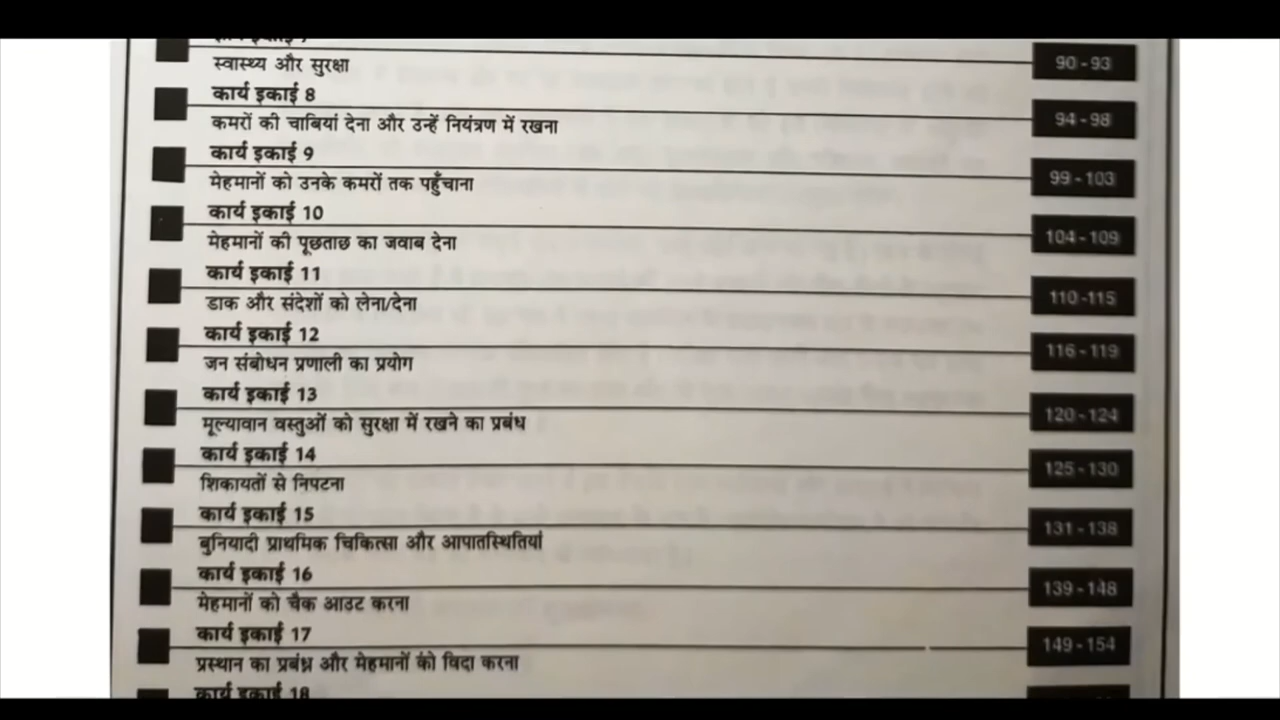 स्वास्थ्य और सुरक्षा
90-93
कार्य इकाई 8
कमरों की चाबियां देना और उन्हें नियंत्रण में रखना
94-98
कार्य इकाई 9
मेहमानों को उनके कमरों तक पहुँचाना
99-103
कार्य इकाई 10
मेहमानों की पूछताछ का जवाब देना
104-109
कार्य इकाई 11
डाक और संदेशों को लेना/देना
110-115
कार्य इकाई 12
जन संबोधन प्रणाली का प्रयोग
116-119
कार्य इकाई 13
मूल्यावान वस्तुओं को सुरक्षा में रखने का प्रबंध
120-124
कार्य इकाई 14
शिकायतों से निपटना
125-130
कार्य इकाई 15
बुनियादी प्राथमिक चिकित्सा और आपातस्थितियां
131-138
कार्य इकाई 16
मेहमानों को चैक आउट करना
139-148
कार्य इकाई 17
प्रस्थान का प्रबंध और मेहमानों को विदा करना
149-154
कार्य इकाई 18